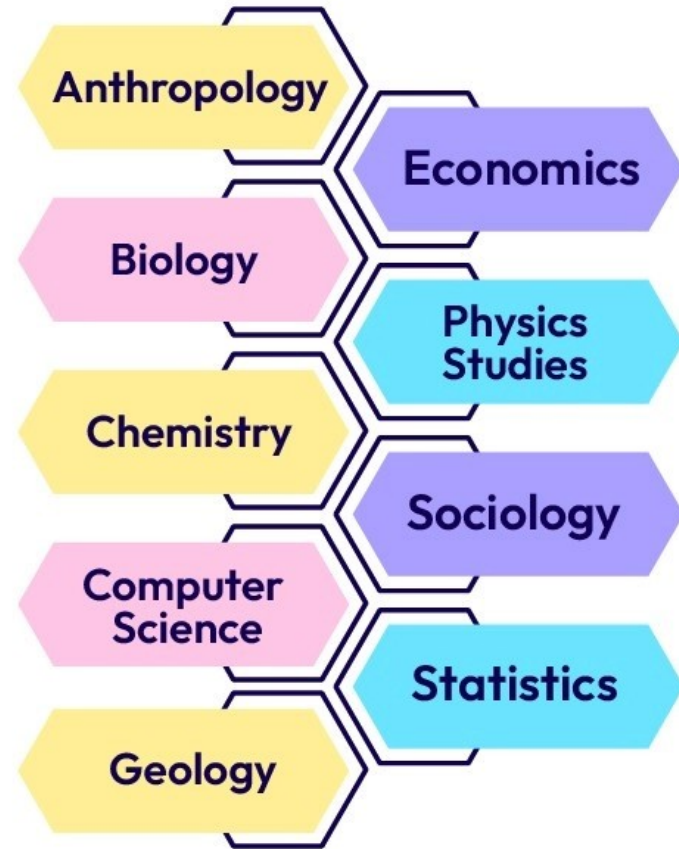 Anthropology
Economics
Biology
Physics
Studies
Chemistry
Sociology
Computer
Science
Statistics
Geology